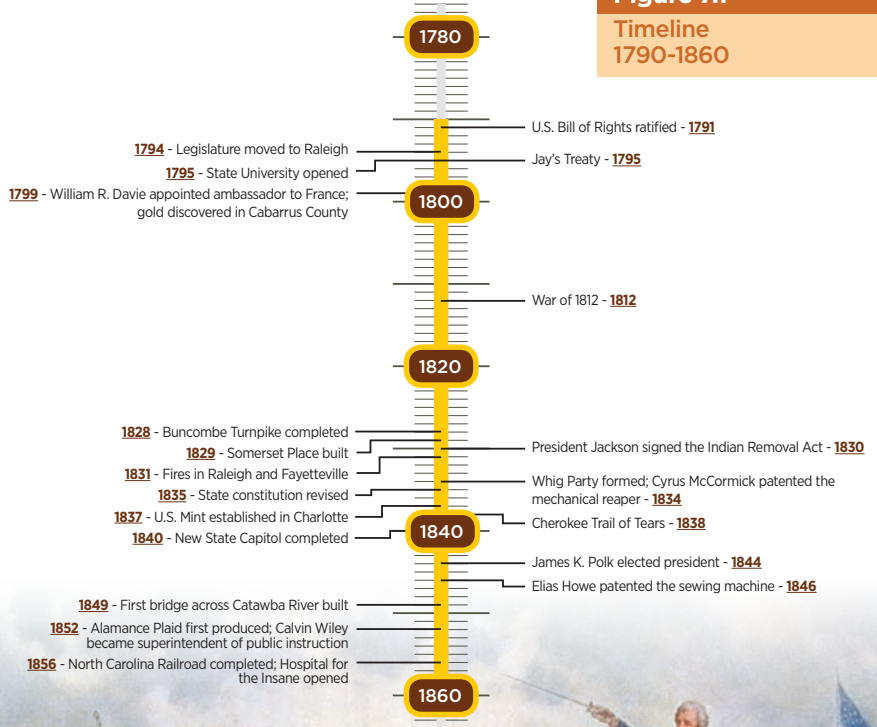 Timeline
1790-1860
1780
U.S. Bill of Rights ratified - 1791
1794 - Legislature moved to Raleigh
Jay's Treaty - 1795
1795 - State University opened
1799 - William R. Davie appointed ambassador to France;
gold discovered in Cabarrus County
1800
War of 1812 - 1812
1820
1828 - Buncombe Turnpike completed
1829 - Somerset Place built
President Jackson signed the Indian Removal Act - 1830
1831 - Fires in Raleigh and Fayetteville
Whig Party formed; Cyrus McCormick patented the
mechanical reaper - 1834
1835 - State constitution revised
1837 - U.S. Mint established in Charlotte
Cherokee Trail of Tears - 1838
1840 - New State Capitol completed
1840
James K. Polk elected president - 1844
Elias Howe patented the sewing machine - 1846
1849 - First bridge across Catawba River built
1852 - Alamance Plaid first produced; Calvin Wiley
became superintendent of public instruction
1856 - North Carolina Railroad completed; Hospital for
the Insane opened
1860